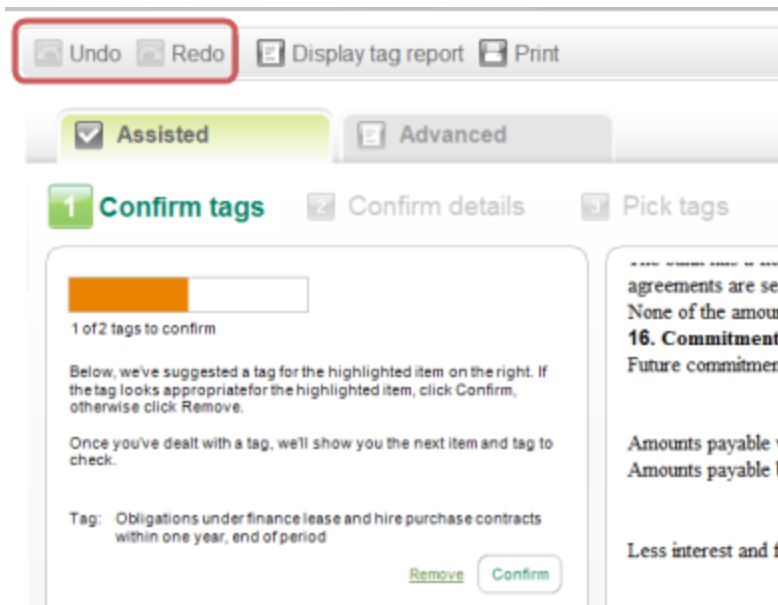 Undo Redo Display tag report Print
Assisted Advanced
1 Confirm tags 2 Confirm details 3 Pick tags
1 of 2 tags to confirm
Below, we've suggested a tag for the highlighted item on the right. If
the tag looks appropriatefor the highlighted item, click Confirm,
otherwise click Remove.
Once you've dealt with a tag, we'll show you the next item and tag to
check.
Tag: Obligations under finance lease and hire purchase contracts
within one year, end of period
Remove Confirm
agreements are
None of the
16. Commitment
Future
Amounts payable
Amounts payable
Less interest and